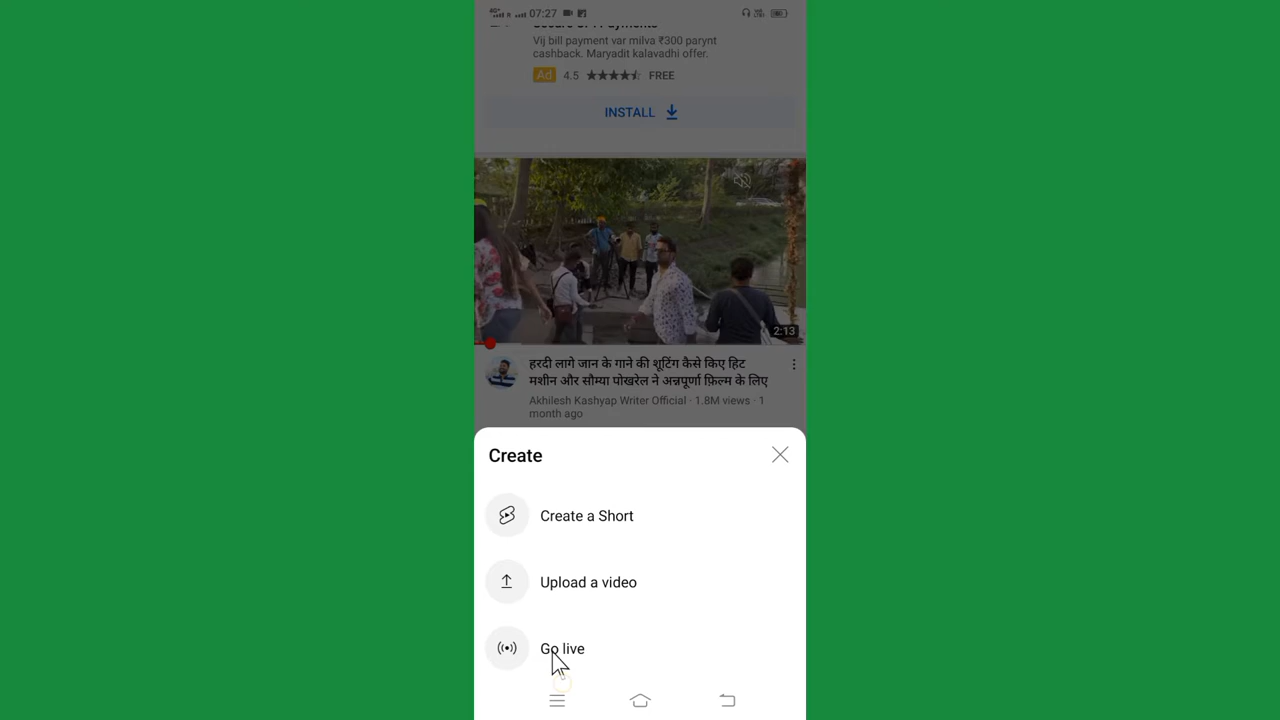 07:27
Vij bill payment var milva ₹300 parynt
cashback. Maryadit kalavadhi offer.
Ad 4.5 FREE
INSTALL
2:13
हरदी लागे जान के गाने की शूटिंग कैसे किए हिट
मशीन और सौम्या पोखरेल ने अन्नपूर्णा फ़िल्म के लिए
Akhilesh Kashyap Writer Official · 1.8M views · 1
month ago
Create
Create a Short
Upload a video
Go live